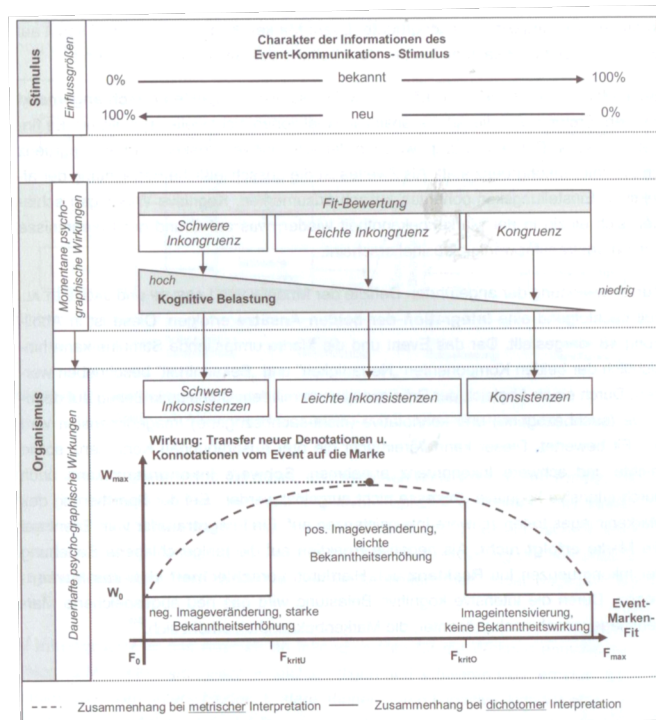 Stimulus
Einflussgrößen
Charakter der Informationen des
Event-Kommunikations- Stimulus
0%
bekannt
100%
100%
neu
0%
Organismus
Momentane psycho-
graphische Wirkungen
Fit-Bewertung
Schwere
Inkongruenz
Leichte Inkongruenz
Kongruenz
hoch
Kognitive Belastung
niedrig
Dauerhafte psycho-graphische Wirkungen
Schwere
Inkonsistenzen
Leichte Inkonsistenzen
Konsistenzen
Wirkung: Transfer neuer Denotationen u.
Konnotationen vom Event auf die Marke
Wmax
pos. Imageveränderung,
leichte
Bekanntheitserhöhung
W0
neg. Imageveränderung, starke
Bekanntheitserhöhung
Imageintensivierung,
keine Bekanntheitswirkung
Event-
Marken-
Fit
F0
FkritU
FkritO
Fmax
Zusammenhang bei metrischer Interpretation
Zusammenhang bei dichotomer Interpretation